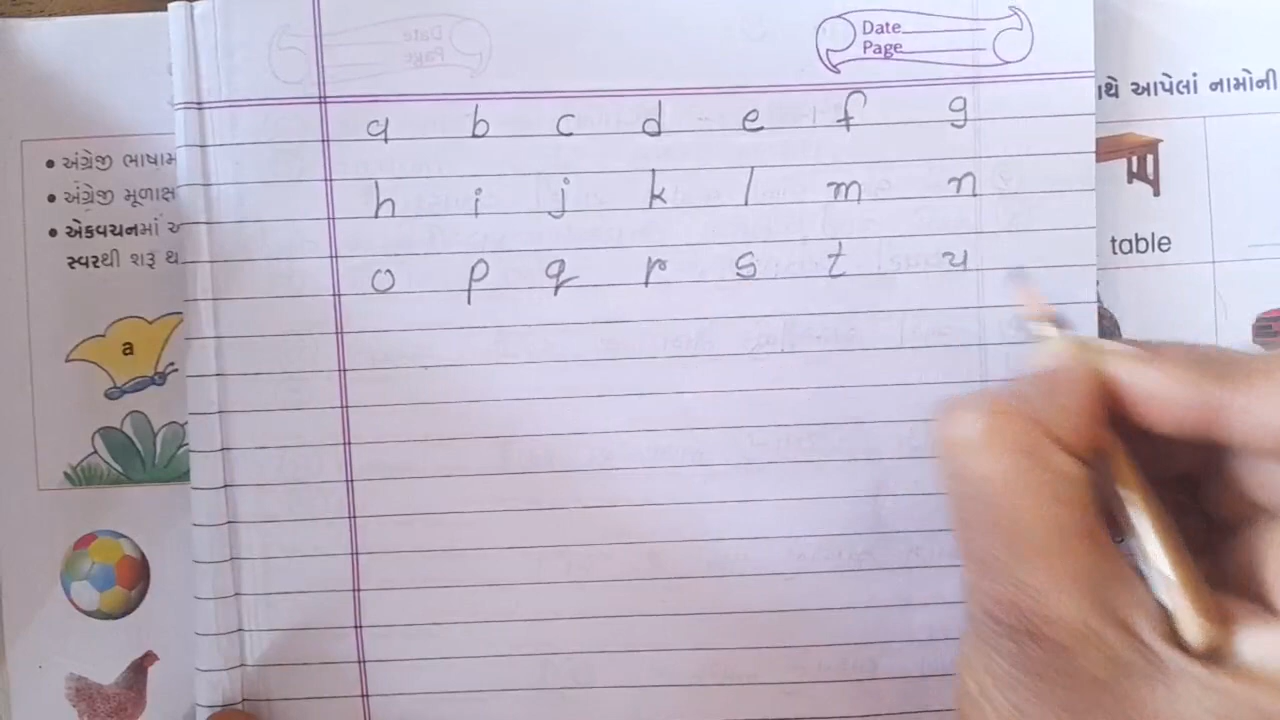 Date
Page
a b c d e f g
h i j k l m n
o p q r s t u
• અંગ્રેજી ભાષામ
• અંગ્રેજી મૂળાક્ષ
• એકવચનમાં
સ્વરથી શરૂ થ
a
આપેલાં નામોની
table